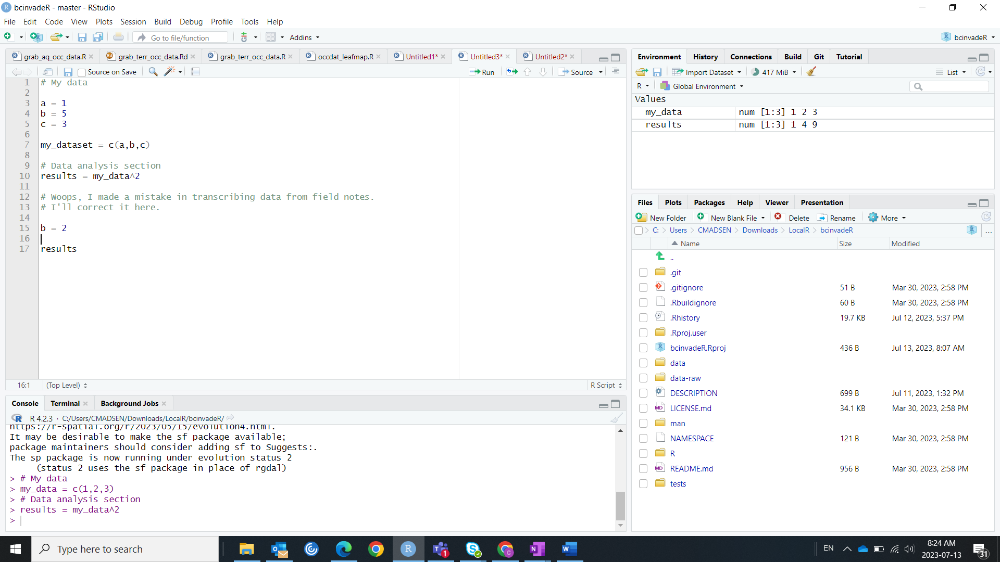 bcinvadeR - master - RStudio
File Edit Code View Plots Session Build Debug Profile Tools Help
Go to file/function Addins bcinvadeR
grab_aq_occ_data.R grab_terr_occ_data.Rd grab_terr_occ_data.R occdat_leafmap.R Untitled1* Untitled3* Untitled2*
Source on Save Run Source
1 # My data
2
3 a = 1
4 b = 5
5 c = 3
6
7 my_dataset = c(a,b,c)
8
9 # Data analysis section
10 results = my_data^2
11
12 # Woops, I made a mistake in transcribing data from field notes.
13 # I'll correct it here.
14
15 b = 2
16
17 results
16:1 (Top Level) R Script
Console Terminal Background Jobs
R 4.2.3 · C:/Users/CMADSEN/Downloads/LocalR/bcinvadeR/
https://r-spatial.org/r/2023/05/15/evolution4.html.
It may be desirable to make the sf package available;
package maintainers should consider adding sf to Suggests:.
The sp package is now running under evolution status 2
(status 2 uses the sf package in place of rgdal)
> # My data
> my_data = c(1,2,3)
> # Data analysis section
> results = my_data^2
>
Environment History Connections Build Git Tutorial
Import Dataset 417 MiB List
R Global Environment
Values
my_data num [1:3] 1 2 3
results num [1:3] 1 4 9
Files Plots Packages Help Viewer Presentation
New Folder New Blank File Delete Rename More
C: Users CMADSEN Downloads LocalR bcinvadeR ...
Name Size Modified
..
.git
.gitignore 51 B Mar 30, 2023, 2:58 PM
.Rbuildignore 60 B Mar 30, 2023, 2:58 PM
.Rhistory 19.7 KB Jul 12, 2023, 5:37 PM
.Rproj.user
bcinvadeR.Rproj 436 B Jul 13, 2023, 8:07 AM
data
data-raw
DESCRIPTION 699 B Jul 11, 2023, 1:32 PM
LICENSE.md 34.1 KB Mar 30, 2023, 2:58 PM
man
NAMESPACE 121 B Mar 30, 2023, 2:58 PM
R
README.md 956 B Mar 30, 2023, 2:58 PM
tests
Type here to search
EN
8:24 AM
2023-07-13
31